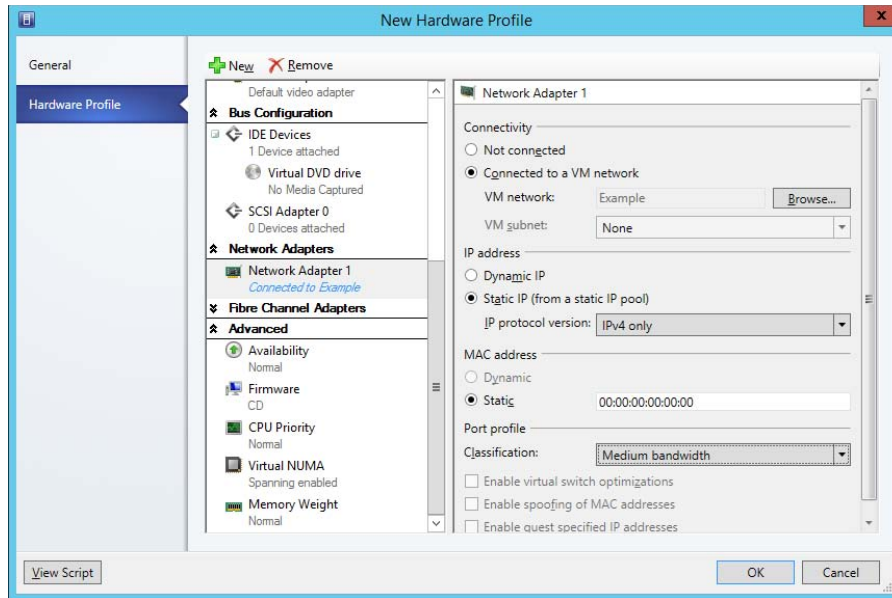 New Hardware Profile
x
General
Hardware Profile
New Remove
Default video adapter
Bus Configuration
IDE Devices
1 Device attached
Virtual DVD drive
No Media Captured
SCSI Adapter 0
0 Devices attached
Network Adapters
Network Adapter 1
Connected to Example
Fibre Channel Adapters
Advanced
Availability
Normal
Firmware
CD
CPU Priority
Normal
Virtual NUMA
Spanning enabled
Memory Weight
Normal
Network Adapter 1
Connectivity
Not connected
Connected to a VM network
VM network: Example Browse...
VM subnet: None
IP address
Dynamic IP
Static IP (from a static IP pool)
IP protocol version: IPv4 only
MAC address
Dynamic
Static 00:00:00:00:00:00
Port profile
Classification: Medium bandwidth
Enable virtual switch optimizations
Enable spoofing of MAC addresses
Enable guest specified IP addresses
View Script
OK Cancel